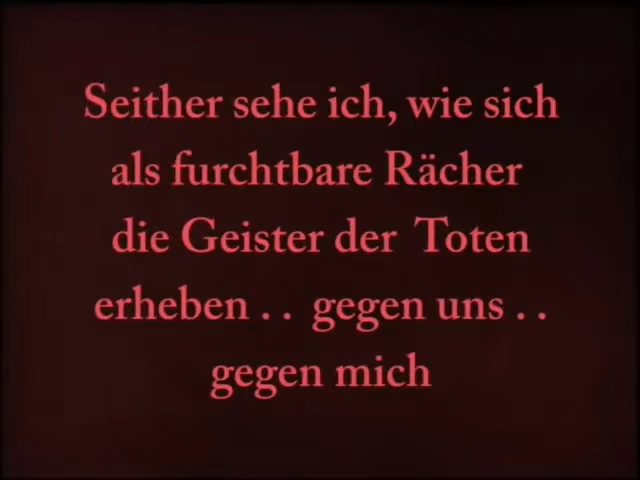 Seither sehe ich, wie sich
als furchtbare Rächer
die Geister der Toten
erheben . . gegen uns . .
gegen mich